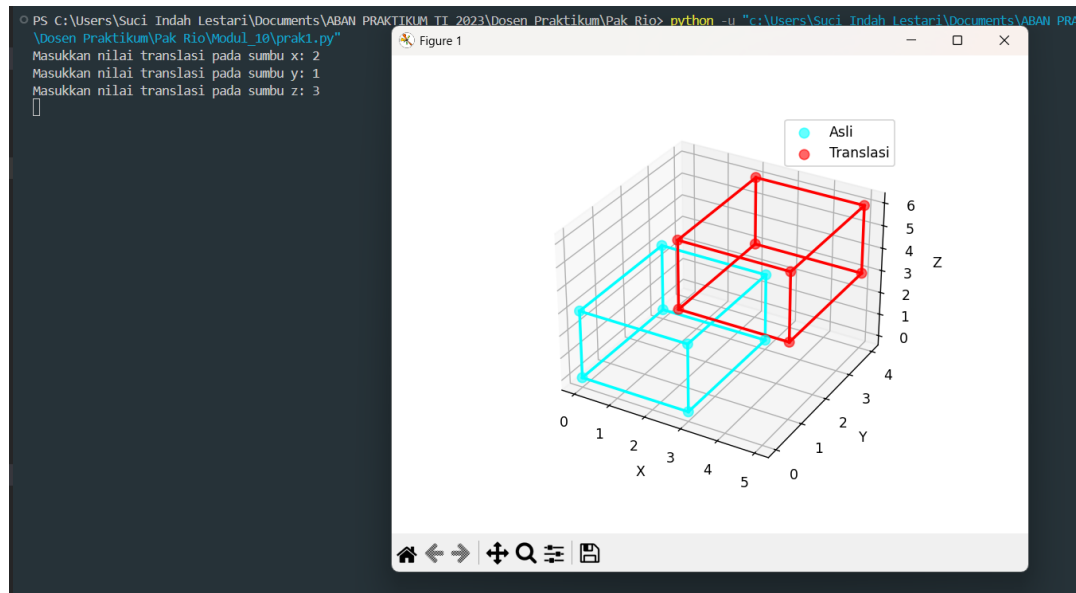 PS C:\Users\Suci Indah Lestari\Documents\ABAN PRAKTIKUM TI 2023\Dosen Praktikum\Pak Rio> python -u "c:\Users\Suci Indah Lestari\Documents\ABAN PRA
\Dosen Praktikum\Pak Rio\Modul_10\prak1.py"
Masukkan nilai translasi pada sumbu x: 2
Masukkan nilai translasi pada sumbu y: 1
Masukkan nilai translasi pada sumbu z: 3
Figure 1
Asli
Translasi
6
5
4
3
2
1
0
Z
4
3
2
1
0
Y
0
1
2
3
4
5
X